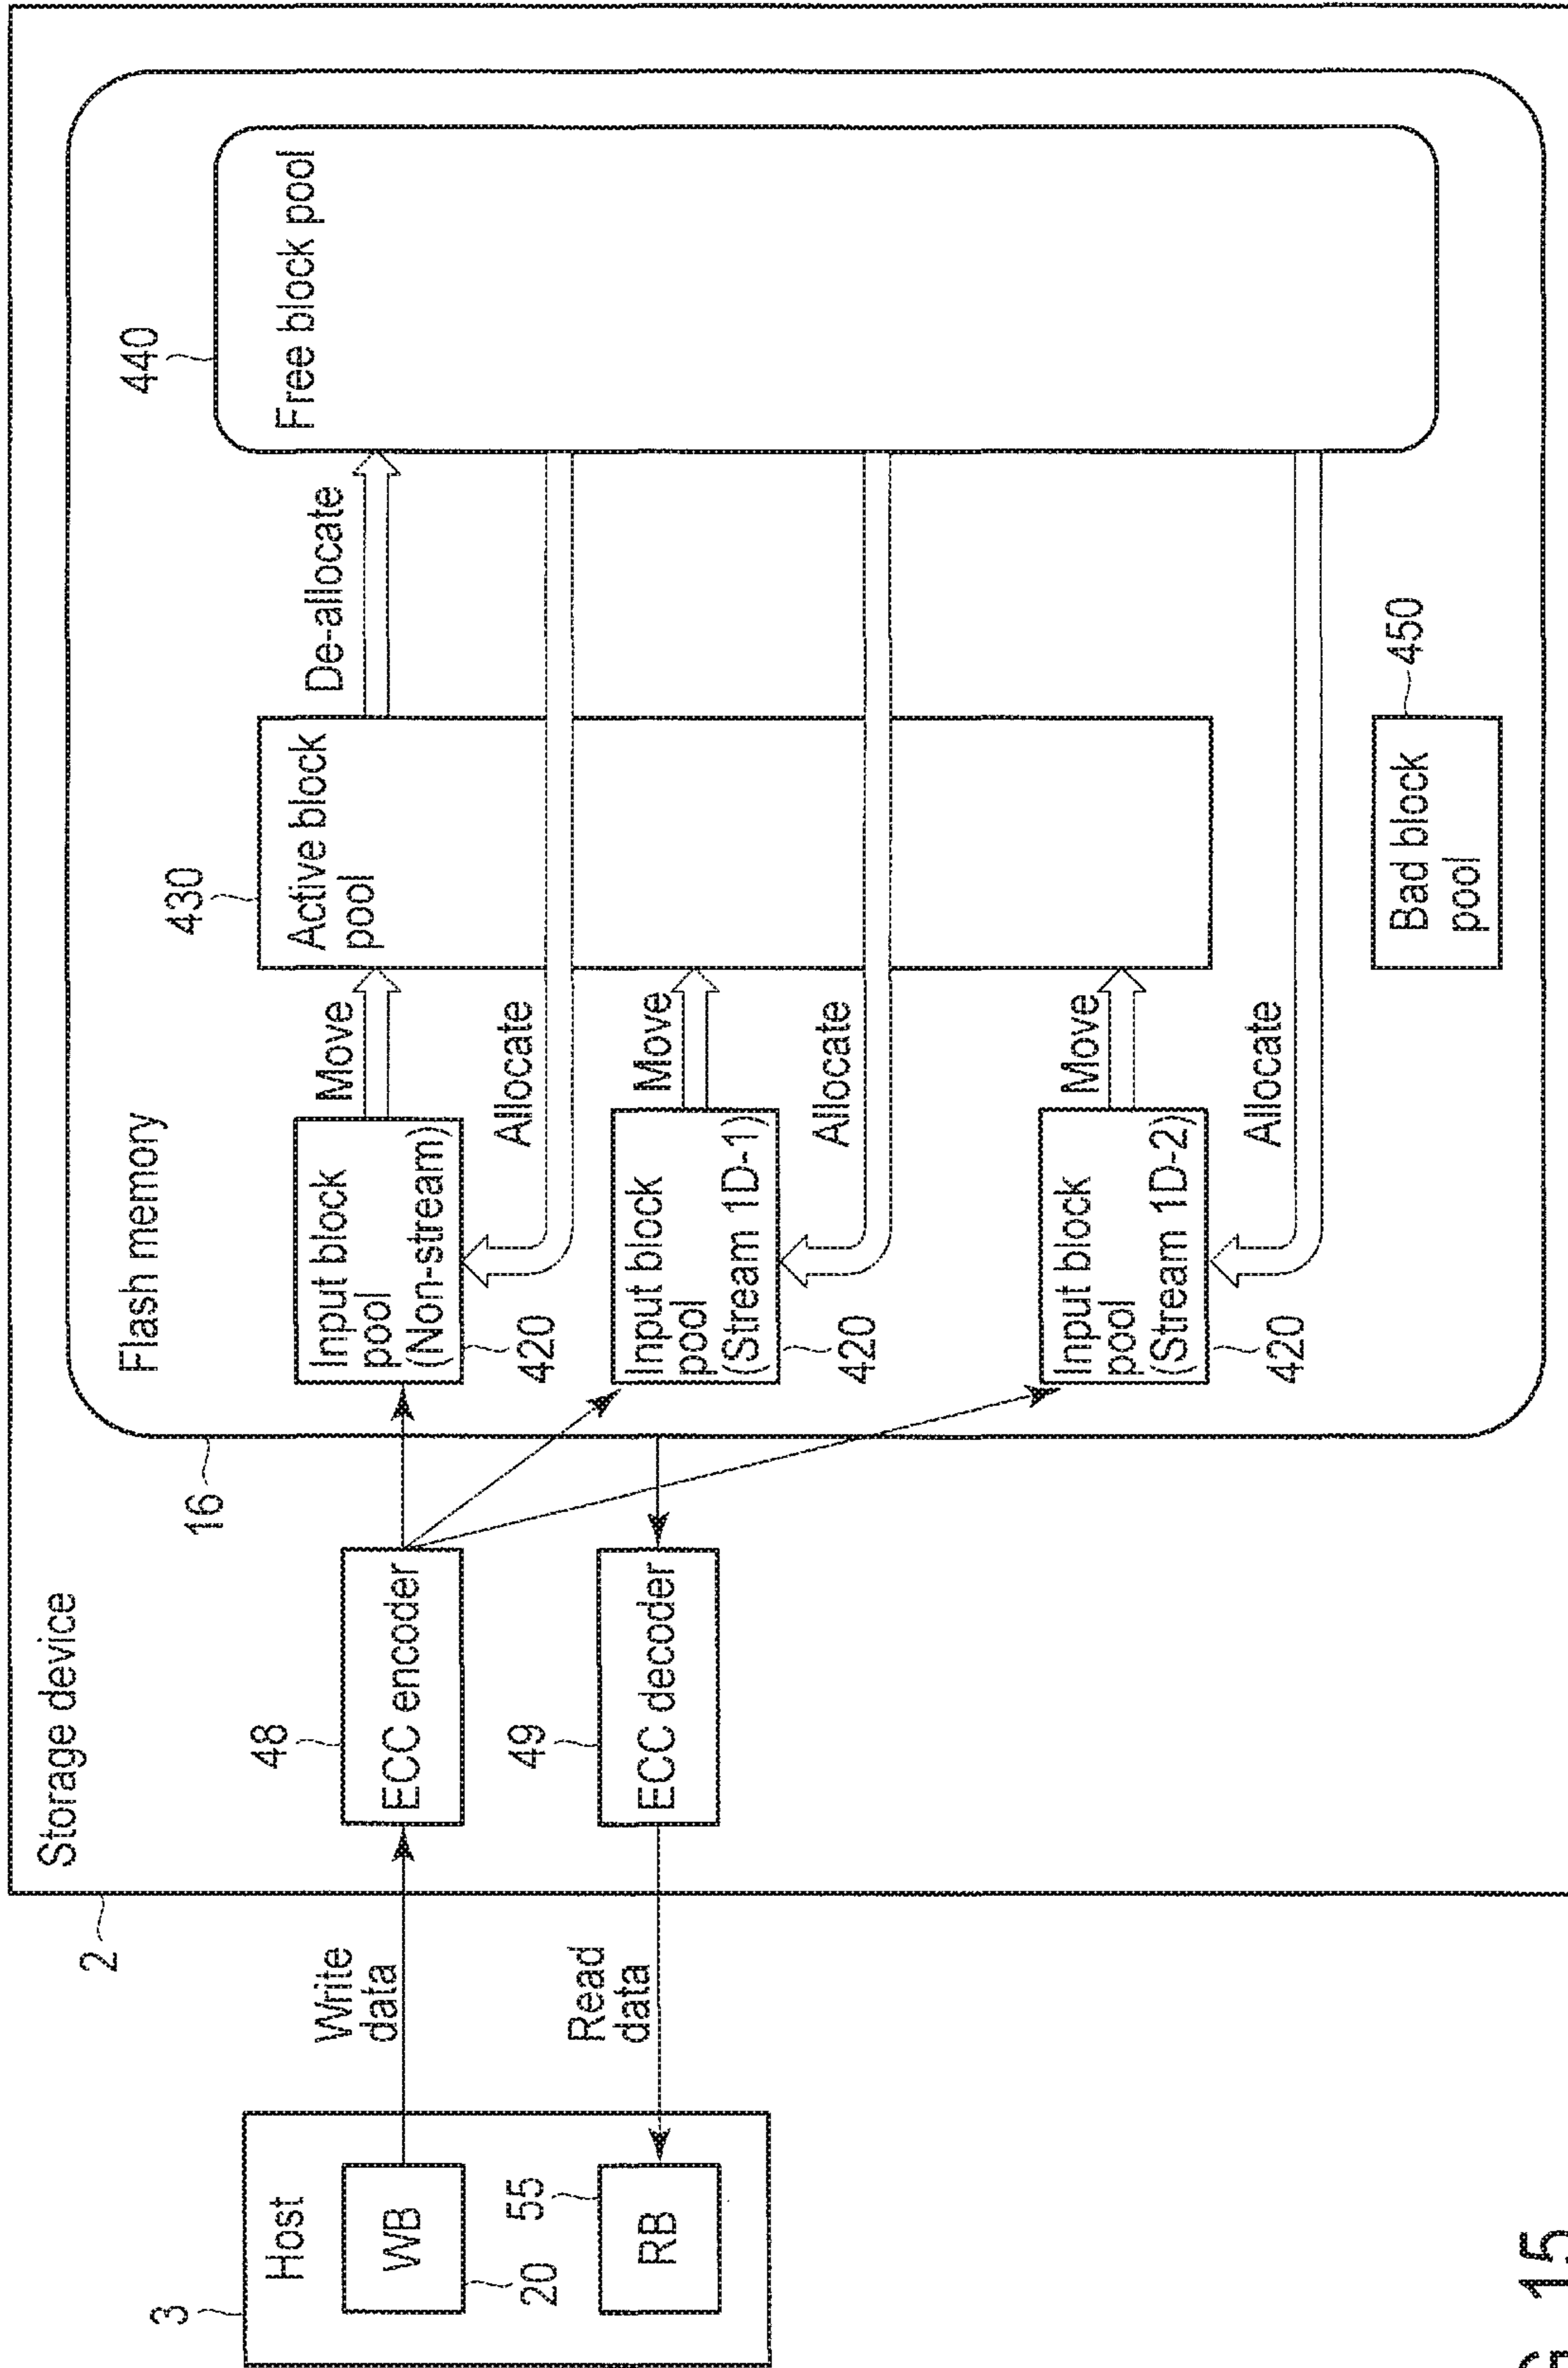 Storage device
2
Flash memory
16
Host
3
WB
20
RB
55
Write
data
Read
data
48
ECC encoder
49
ECC decoder
Input block
pool
(Non-stream)
420
Input block
pool
(Stream 1D-1)
420
Input block
pool
(Stream 1D-2)
420
Move
Allocate
Move
Allocate
Move
Allocate
430
Active block
pool
De-allocate
440
Free block pool
450
Bad block
pool
15